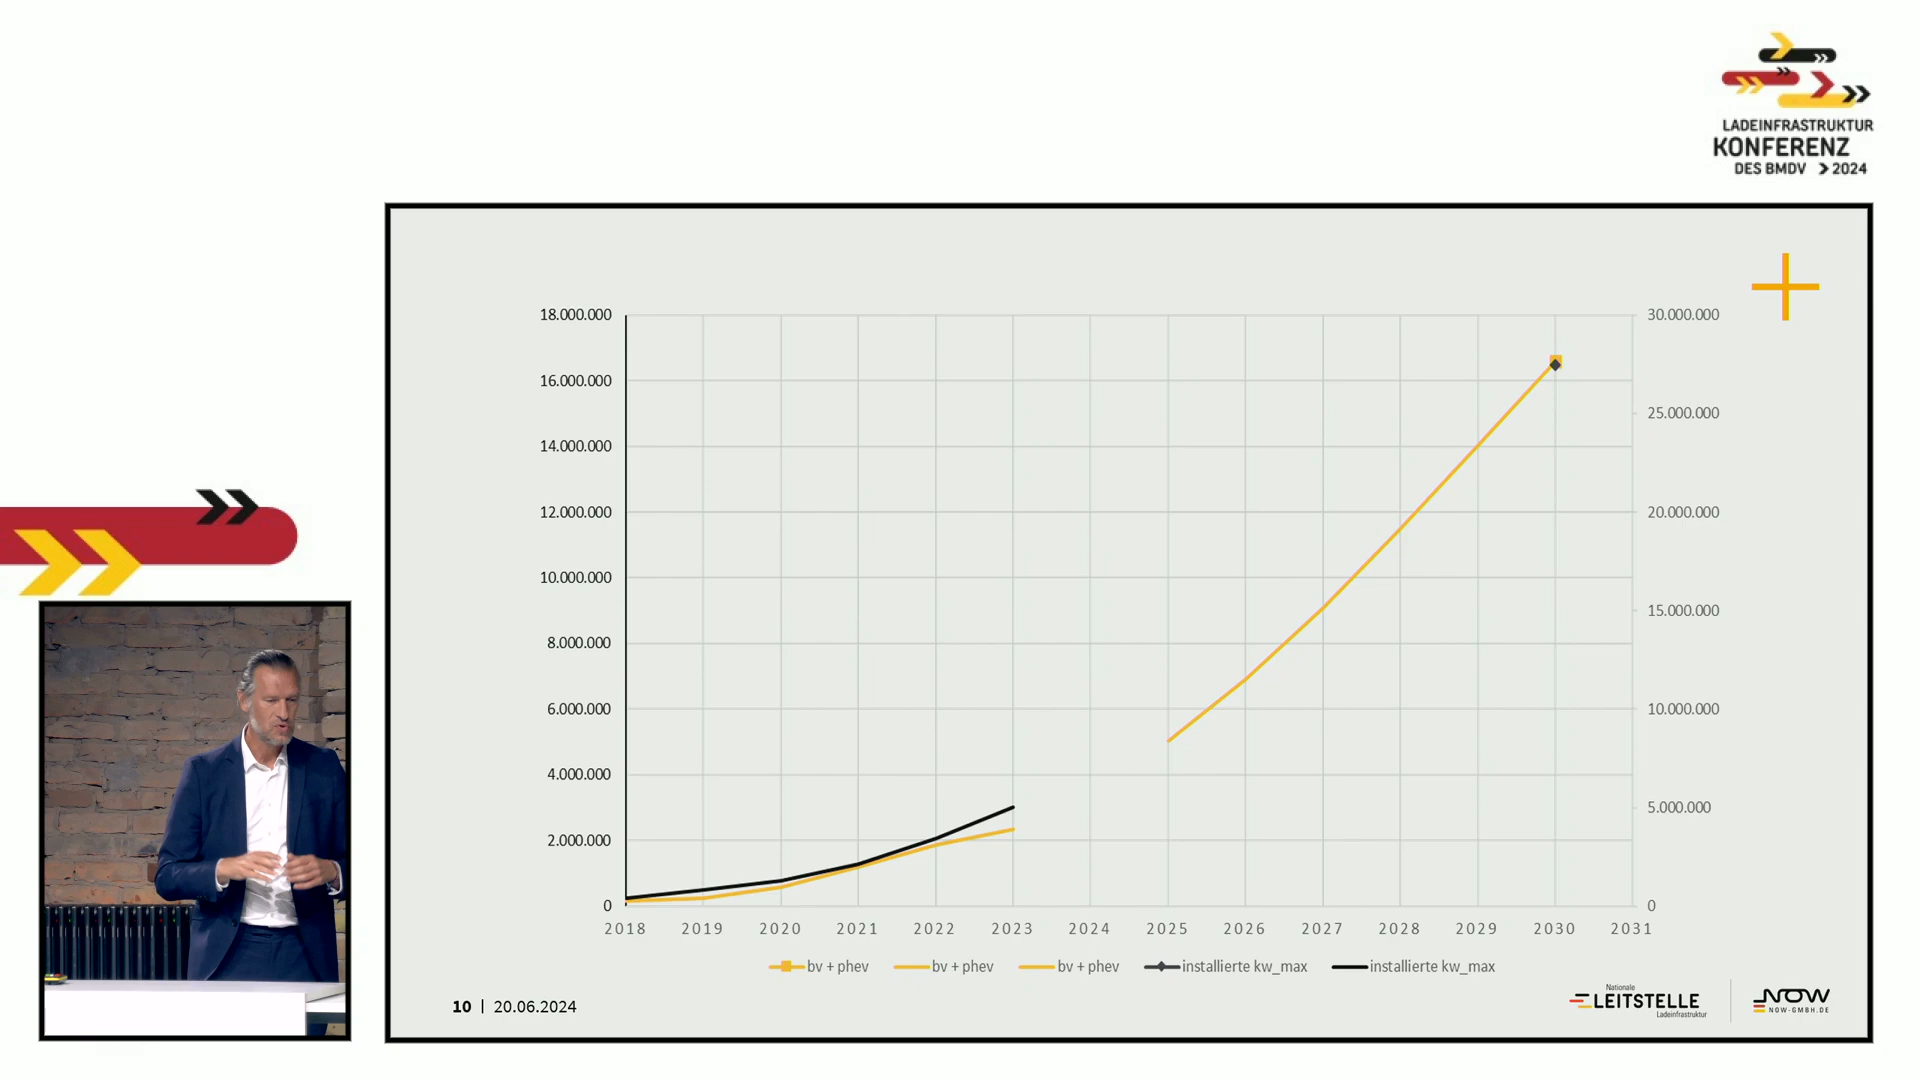 LADEINFRASTRUKTUR
KONFERENZ
DES BMDV 2024
18.000.000
16.000.000
14.000.000
12.000.000
10.000.000
8.000.000
6.000.000
4.000.000
2.000.000
0
30.000.000
25.000.000
20.000.000
15.000.000
10.000.000
5.000.000
0
2018 2019 2020 2021 2022 2023 2024 2025 2026 2027 2028 2029 2030 2031
bv + phev bv + phev bv + phev installierte kw_max installierte kw_max
10 | 20.06.2024
Nationale
LEITSTELLE
Ladeinfrastruktur
NOW
NOW-GMBH.DE